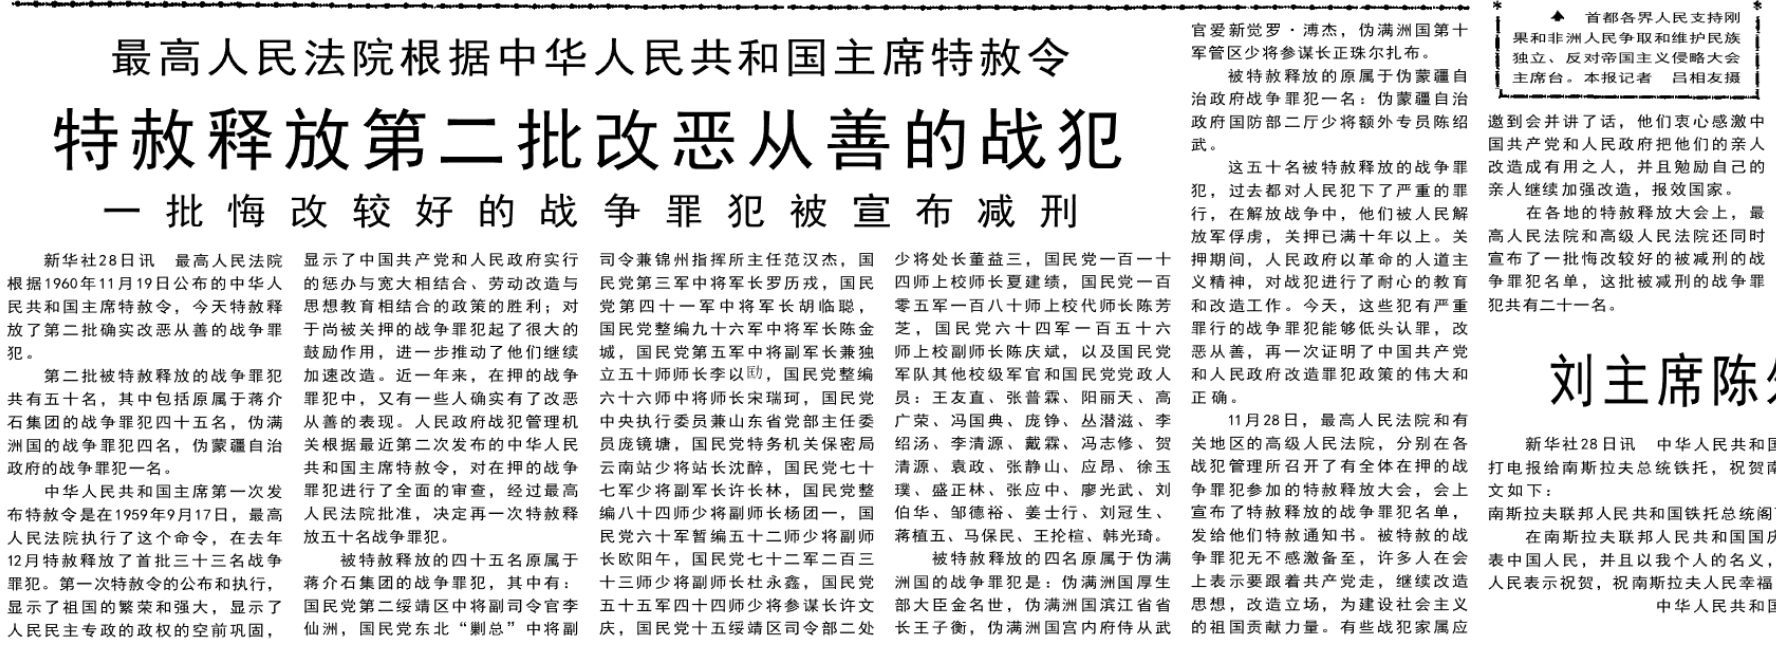 最高人民法院根据中华人民共和国主席特赦令
特赦释放第二批改恶从善的战犯
一批悔改较好的战争罪犯被宣布减刑
新华社28日讯　最高人民法院
根据1960年11月19日公布的中华人
民共和国主席特赦令，今天特赦释
放了第二批确实改恶从善的战争罪
犯。
第二批被特赦释放的战争罪犯
共有五十名，其中包括原属于蒋介
石集团的战争罪犯四十五名，伪满
洲国的战争罪犯四名，伪蒙疆自治
政府的战争罪犯一名。
中华人民共和国主席第一次发
布特赦令是在1959年9月17日，最高
人民法院执行了这个命令，在去年
12月特赦释放了首批三十三名战争
罪犯。第一次特赦令的公布和执行，
显示了祖国的繁荣和强大，显示了
人民民主专政的政权的空前巩固，
显示了中国共产党和人民政府实行
的惩办与宽大相结合、劳动改造与
思想教育相结合的政策的胜利；对
于尚被关押的战争罪犯起了很大的
鼓励作用，进一步推动了他们继续
加速改造。近一年来，在押的战争
罪犯中，又有一些人确实有了改恶
从善的表现。人民政府战犯管理机
关根据最近第二次发布的中华人民
共和国主席特赦令，对在押的战争
罪犯进行了全面的审查，经过最高
人民法院批准，决定再一次特赦释
放五十名战争罪犯。
被特赦释放的四十五名原属于
蒋介石集团的战争罪犯，其中有：
国民党第二绥靖区中将副司令官李
仙洲，国民党东北“剿总”中将副
司令兼锦州指挥所主任范汉杰，国
民党第三军中将军长罗历戎，国民
党第四十一军中将军长胡临聪，
国民党整编九十六军中将军长陈金
城，国民党第五军中将副军长兼独
立五十师师长李以劻，国民党整编
六十六师中将师长宋瑞珂，国民党
中央执行委员兼山东省党部主任委
员庞镜塘，国民党特务机关保密局
云南站少将站长沈醉，国民党七十
七军少将副军长许长林，国民党整
编八十四师少将副师长杨团一，国
民党六十军暂编五十二师少将副师
长欧阳午，国民党七十二军二百三
十三师少将副师长杜永鑫，国民党
五十五军四十四师少将参谋长许文
庆，国民党十五绥靖区司令部二处
少将处长董益三，国民党一百一十
四师上校师长夏建绩，国民党一百
零五军一百八十师上校代师长陈芳
芝，国民党六十四军一百五十六
师上校副师长陈庆斌，以及国民党
军队其他校级军官和国民党党政人
员：王友直、张普霖、阳丽天、高
广荣、冯国典、庞铮、丛潜滋、李
绍汤、李清源、戴霖、冯志修、贺
清源、袁政、张静山、应昂、徐玉
璞、盛正林、张应中、廖光武、刘
伯华、邹德裕、姜士行、刘冠生、
蒋植五、马保民、王抡楦、韩光琦。
被特赦释放的四名原属于伪满
洲国的战争罪犯是：伪满洲国厚生
部大臣金名世，伪满洲国滨江省省
长王子衡，伪满洲国宫内府侍从武
官爱新觉罗·溥杰，伪满洲国第十
军管区少将参谋长正珠尔扎布。
被特赦释放的原属于伪蒙疆自
治政府战争罪犯一名：伪蒙疆自治
政府国防部二厅少将额外专员陈绍
武。
这五十名被特赦释放的战争罪
犯，过去都对人民犯下了严重的罪
行，在解放战争中，他们被人民解
放军俘虏，关押已满十年以上。关
押期间，人民政府以革命的人道主
义精神，对战犯进行了耐心的教育
和改造工作。今天，这些犯有严重
罪行的战争罪犯能够低头认罪，改
恶从善，再一次证明了中国共产党
和人民政府改造罪犯政策的伟大和
正确。
11月28日，最高人民法院和有
关地区的高级人民法院，分别在各
战犯管理所召开了有全体在押的战
争罪犯参加的特赦释放大会，会上
宣布了特赦释放的战争罪犯名单，
发给他们特赦通知书。被特赦的战
争罪犯无不感激备至，许多人在会
上表示要跟着共产党走，继续改造
思想，改造立场，为建设社会主义
的祖国贡献力量。有些战犯家属应
邀到会并讲了话，他们衷心感激中
国共产党和人民政府把他们的亲人
改造成有用之人，并且勉励自己的
亲人继续加强改造，报效国家。
在各地的特赦释放大会上，最
高人民法院和高级人民法院还同时
宣布了一批悔改较好的被减刑的战
争罪犯名单，这批被减刑的战争罪
犯共有二十一名。
首都各界人民支持刚
果和非洲人民争取和维护民族
独立、反对帝国主义侵略大会
主席台。本报记者　吕相友摄
刘主席陈
新华社28日讯　中华人民共和国
打电报给南斯拉夫总统铁托，祝贺南
文如下：
南斯拉夫联邦人民共和国铁托总统阁
在南斯拉夫联邦人民共和国国庆
表中国人民，并且以我个人的名义，
人民表示祝贺，祝南斯拉夫人民幸福
中华人民共和国